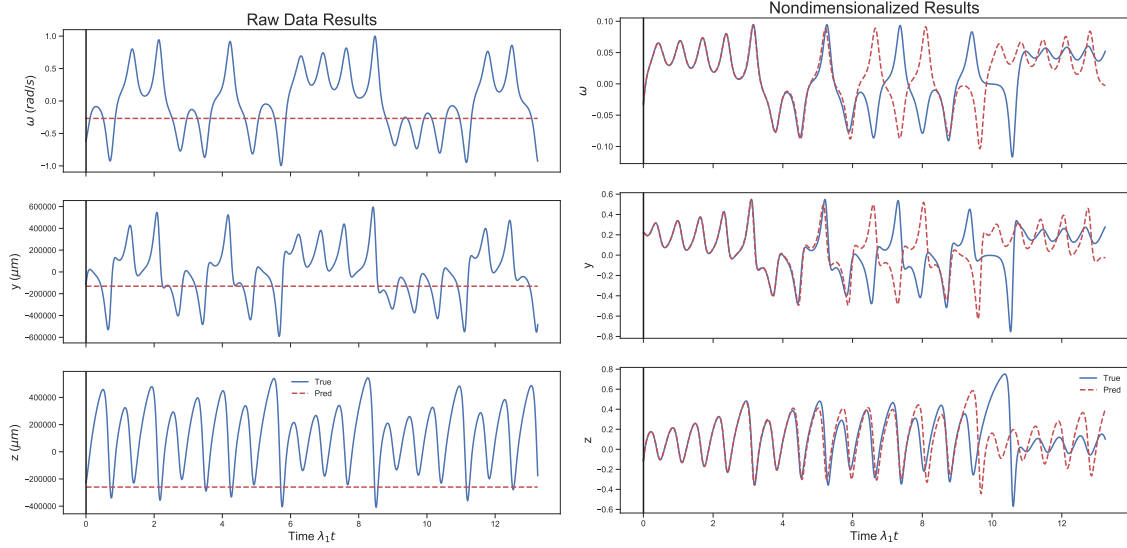 Raw Data Results
ω (rad/s)
1.0
0.5
0.0
−0.5
−1.0
y (μm)
600000
400000
200000
0
−200000
−400000
−600000
z (μm)
400000
200000
0
−200000
−400000
True
Pred
0 2 4 6 8 10 12
Time λ₁t
Nondimensionalized Results
ω
0.10
0.05
0.00
−0.05
−0.10
y
0.6
0.4
0.2
0.0
−0.2
−0.4
−0.6
−0.8
z
0.8
0.6
0.4
0.2
0.0
−0.2
−0.4
−0.6
True
Pred
0 2 4 6 8 10 12
Time λ₁t